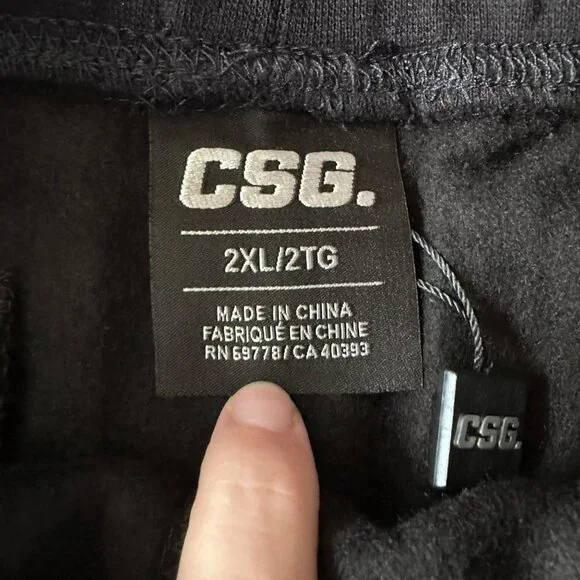 CSG.
2XL/2TG
MADE IN CHINA
FABRIQUÉ EN CHINE
RN 69778 / CA 40393
CSG.